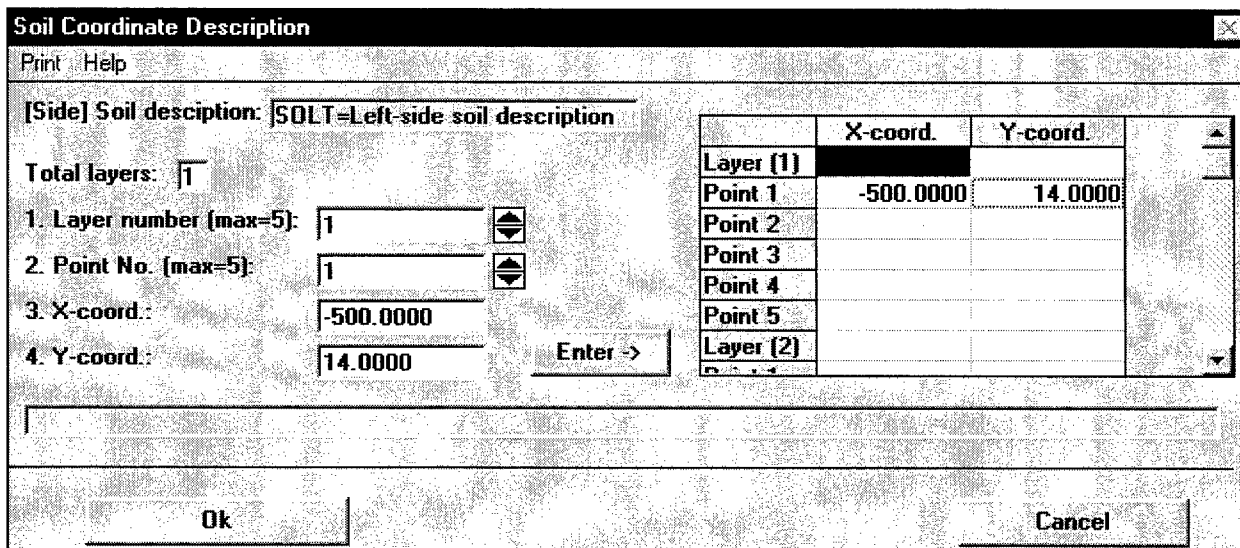 Soil Coordinate Description
Print Help
[Side] Soil desciption: SOLT=Left-side soil description
Total layers: 1
1. Layer number (max=5): 1
2. Point No. (max=5): 1
3. X-coord.: -500.0000
4. Y-coord.: 14.0000
Enter ->
X-coord. Y-coord.
Layer (1)
Point 1 -500.0000 14.0000
Point 2
Point 3
Point 4
Point 5
Layer (2)
Ok Cancel